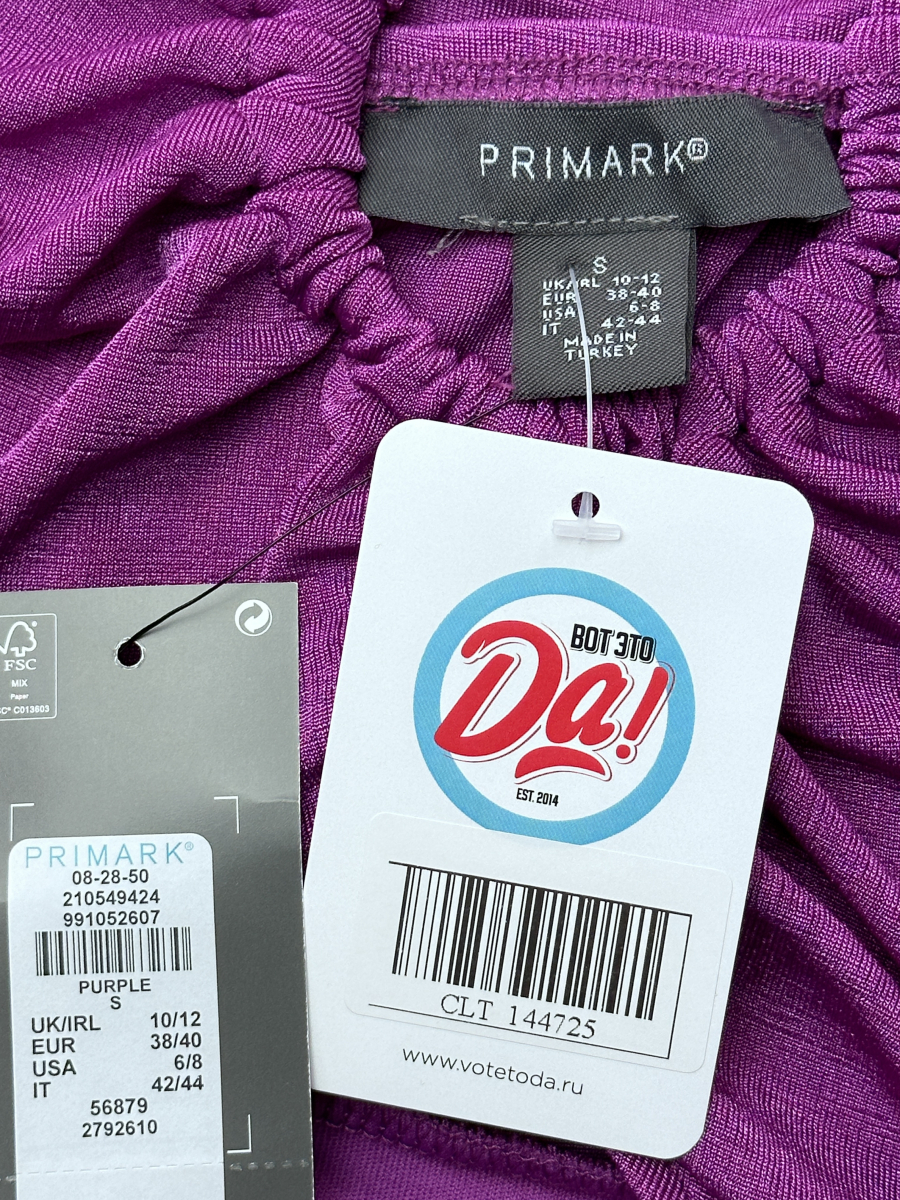 PRIMARK®
S
UK/IRL 10-12
EUR 38-40
USA 6-8
IT 42-44
MADE IN
TURKEY
FSC
MIX
Paper
C® C013603
PRIMARK®
08-28-50
210549424
991052607
PURPLE
S
UK/IRL 10/12
EUR 38/40
USA 6/8
IT 42/44
56879
2792610
ВОТ ЭТО
Да!
EST. 2014
CLT 144725
www.votetoda.ru